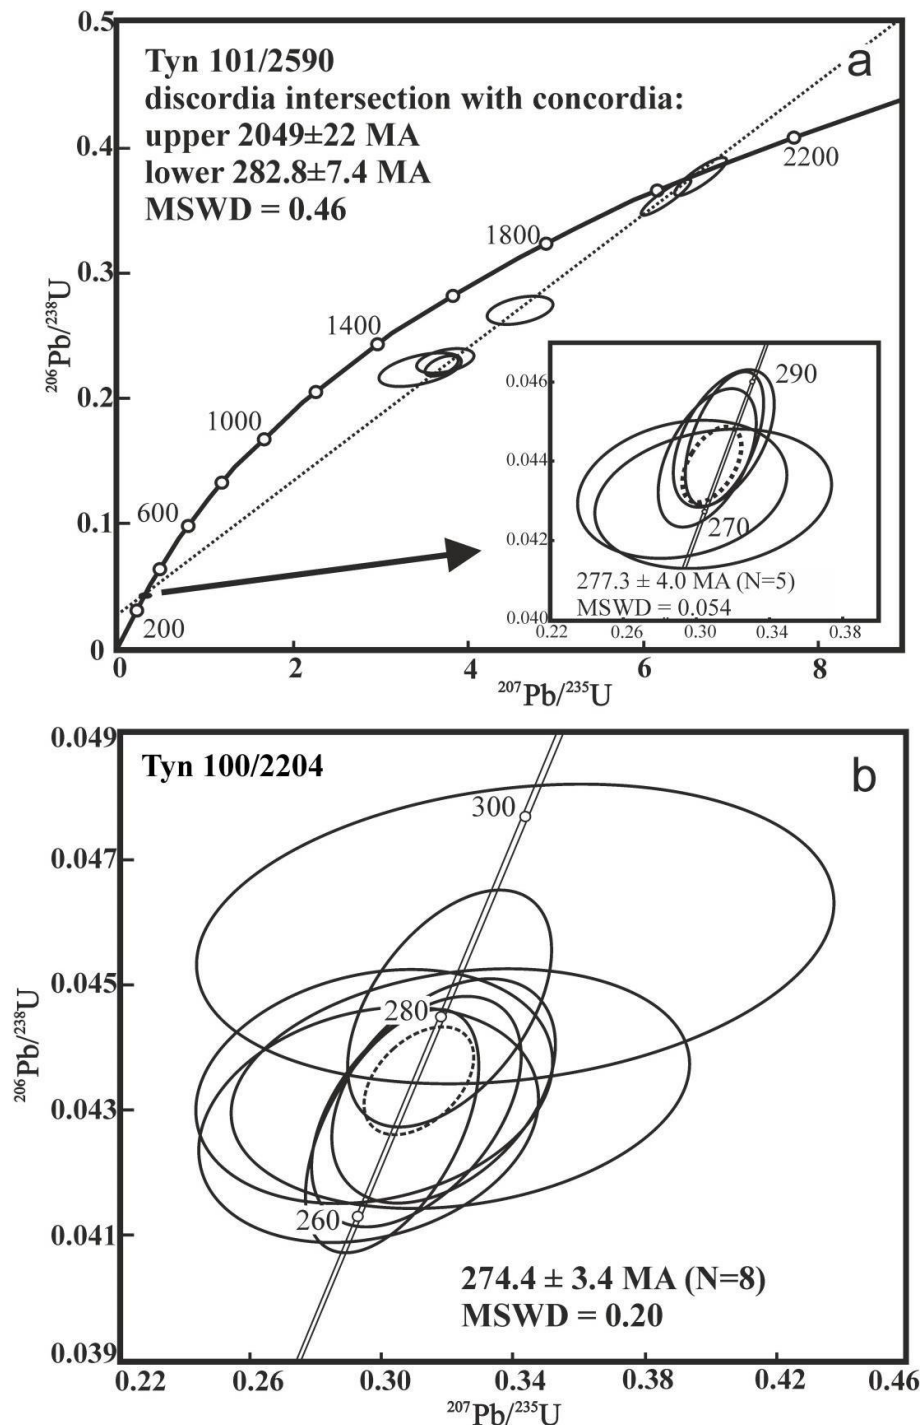 0.5
Tyn 101/2590
a
discordia intersection with concordia:
upper 2049±22 MA
lower 282.8±7.4 MA
MSWD = 0.46
0.4
2200
1800
0.3
²⁰⁶Pb/²³⁸U
1400
0.2
1000
600
0.1
200
0
0 2 4 6 8
²⁰⁷Pb/²³⁵U
0.046
290
0.044
0.042
270
277.3 ± 4.0 MA (N=5)
MSWD = 0.054
0.040
0.22 0.26 0.30 0.34 0.38
0.049
Tyn 100/2204
b
300
0.047
0.045
280
²⁰⁶Pb/²³⁸U
0.043
260
0.041
274.4 ± 3.4 MA (N=8)
MSWD = 0.20
0.039
0.22 0.26 0.30 0.34 0.38 0.42 0.46
²⁰⁷Pb/²³⁵U